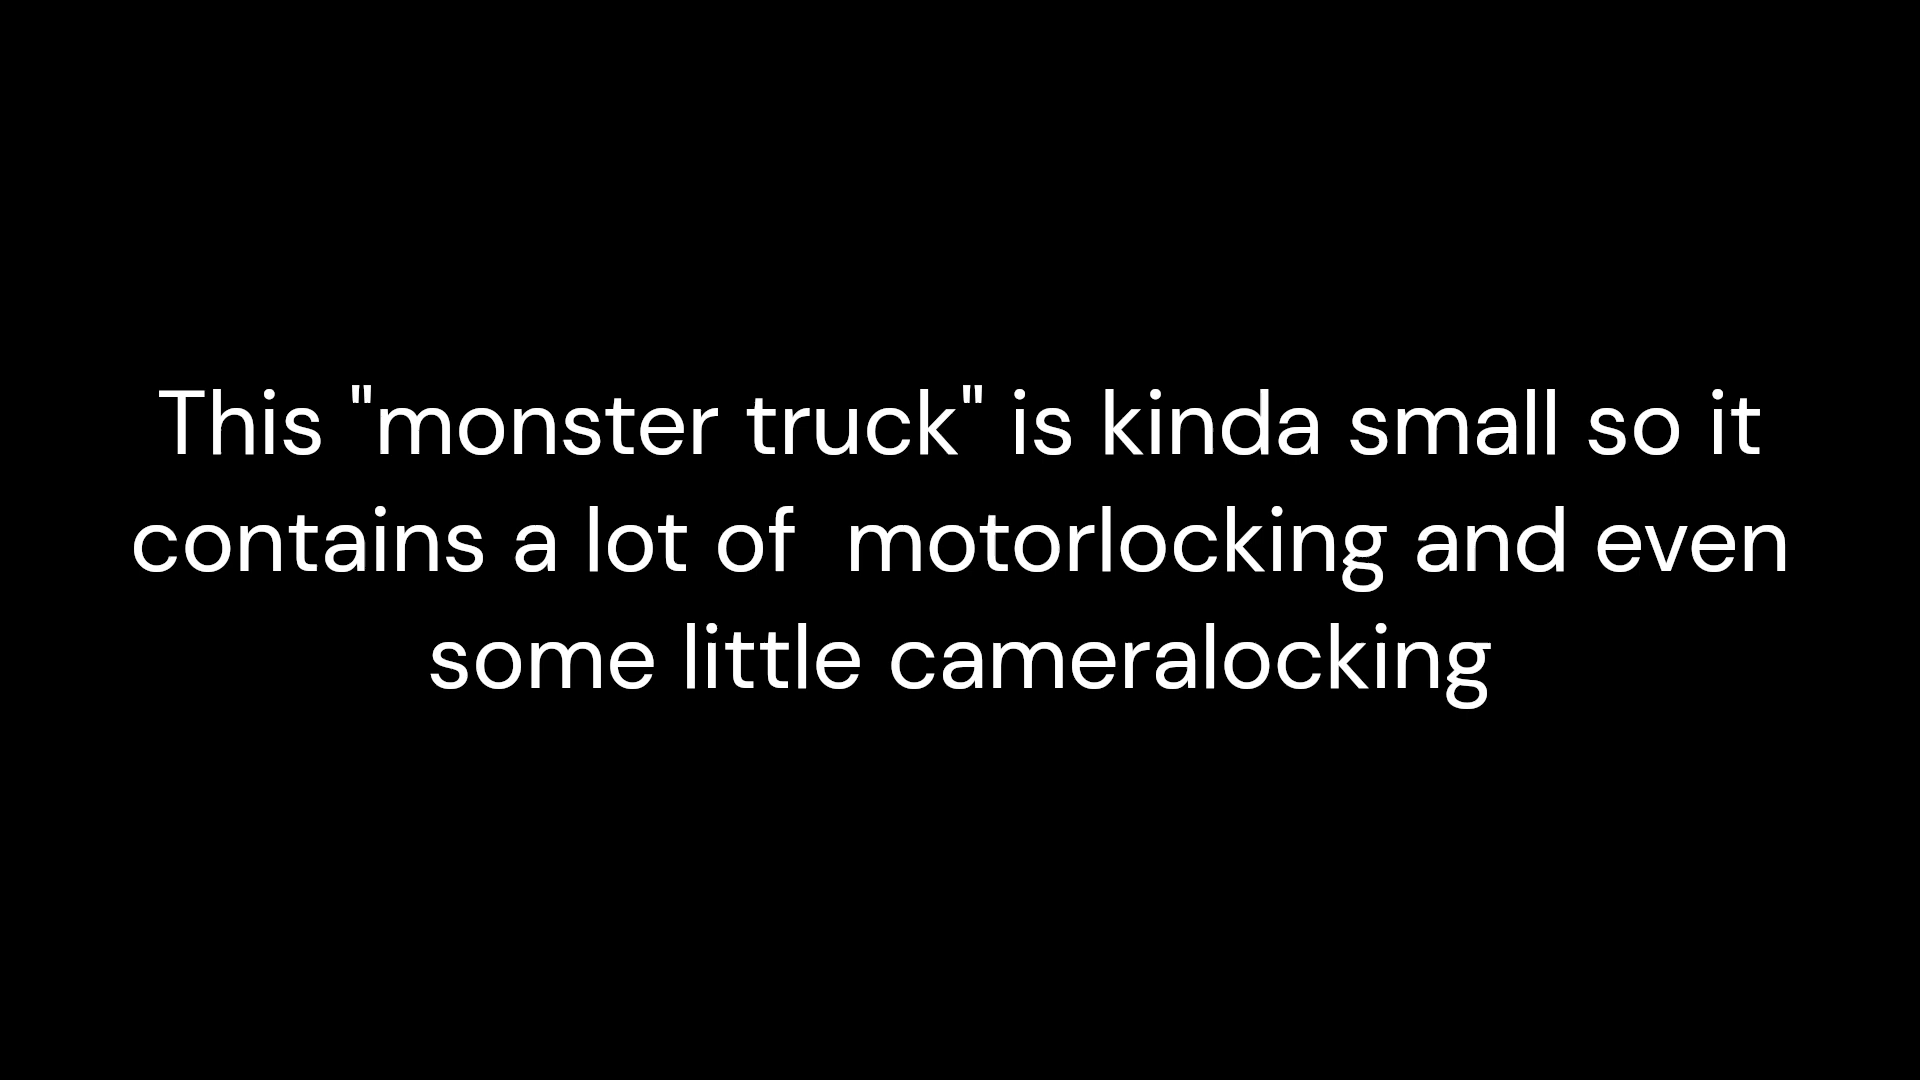 This "monster truck" is kinda small so it
contains a lot of  motorlocking and even
some little cameralocking